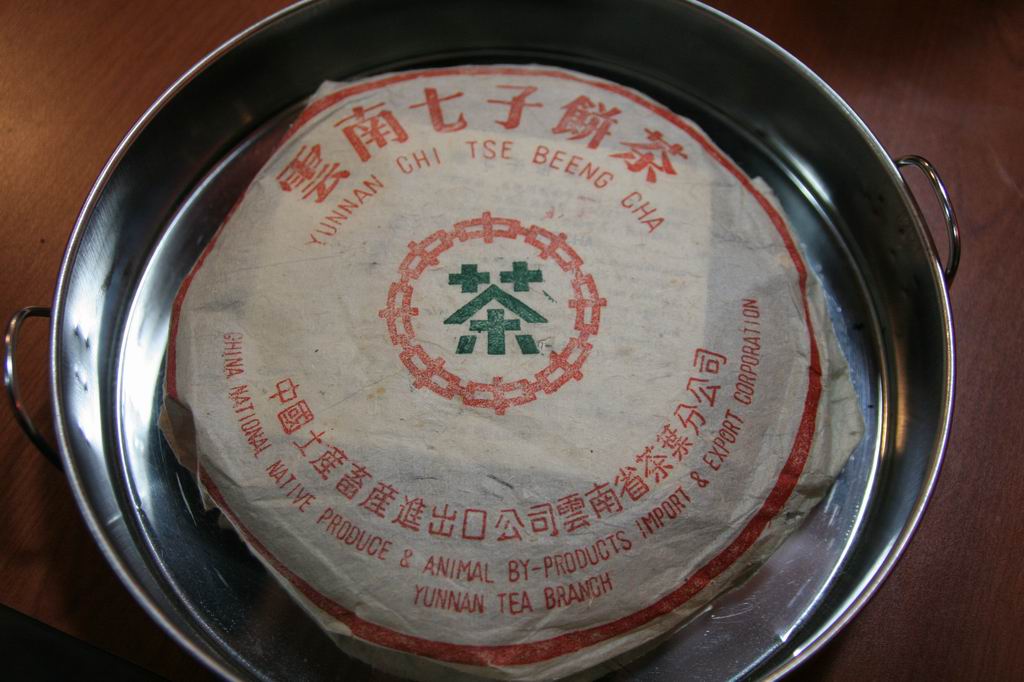 雲南七子餅茶
YUNNAN CHI TSE BEENG CHA
茶
中國土產畜產進出口公司雲南省茶葉分公司
CHINA NATIONAL NATIVE PRODUCE & ANIMAL BY-PRODUCTS IMPORT & EXPORT CORPORATION
YUNNAN TEA BRANCH